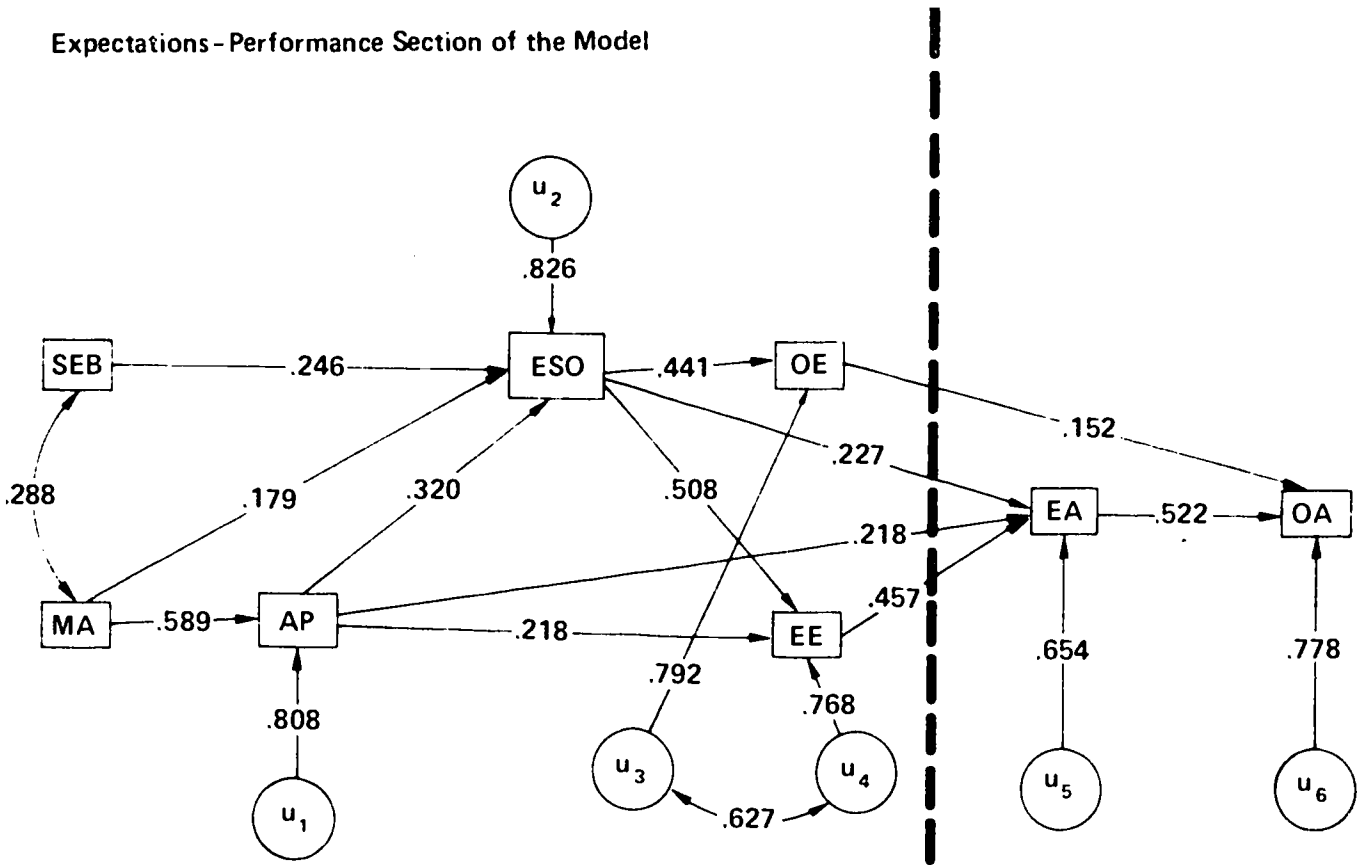 Expectations-Performance Section of the Model
u2
.826
SEB
.246
ESO
.441
OE
.152
.227
.288
.179
.320
.508
EA
.522
OA
.218
MA
.589
AP
.218
EE
.457
.654
.778
.792
.768
.808
u3
u4
u5
u6
.627
u1